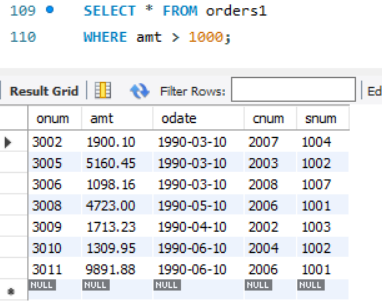 109 SELECT * FROM orders1
110 WHERE amt > 1000;
Result Grid Filter Rows: Ed
onum amt odate cnum snum
3002 1900.10 1990-03-10 2007 1004
3005 5160.45 1990-03-10 2003 1002
3006 1098.16 1990-03-10 2008 1007
3008 4723.00 1990-05-10 2006 1001
3009 1713.23 1990-04-10 2002 1003
3010 1309.95 1990-06-10 2004 1002
3011 9891.88 1990-06-10 2006 1001
NULL NULL NULL NULL NULL